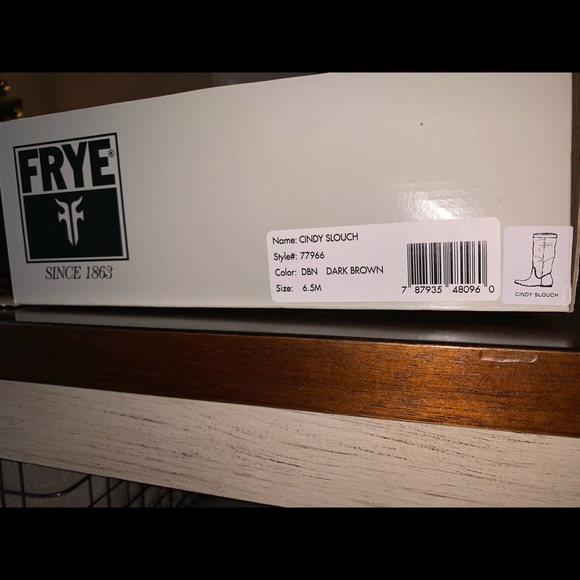 FRYE®
SINCE 1863
Name: CINDY SLOUCH
Style#: 77966
Color: DBN DARK BROWN
Size: 6.5M
7 87935 48096 0
CINDY SLOUCH